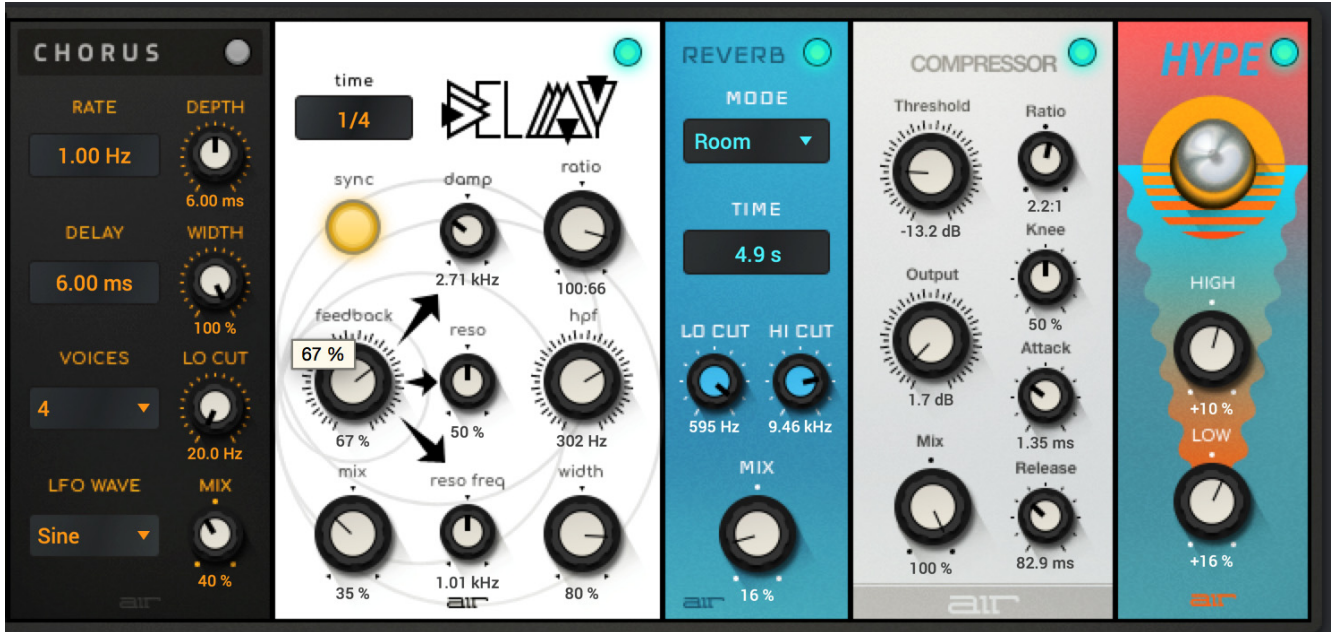 CHORUS
RATE
DEPTH
1.00 Hz
6.00 ms
DELAY
WIDTH
6.00 ms
100 %
VOICES
LO CUT
4
20.0 Hz
LFO WAVE
MIX
Sine
40 %
air
time
DELAY
1/4
sync
damp
ratio
2.71 kHz
100:66
feedback
reso
hpf
67 %
67 %
50 %
302 Hz
mix
reso freq
width
35 %
1.01 kHz
80 %
air
REVERB
MODE
Room
TIME
4.9 s
LO CUT
HI CUT
595 Hz
9.46 kHz
MIX
16 %
air
COMPRESSOR
Threshold
Ratio
-13.2 dB
2.2:1
Knee
Output
50 %
1.7 dB
Attack
1.35 ms
Mix
Release
100 %
82.9 ms
air
HYPE
HIGH
+10 %
LOW
+16 %
air